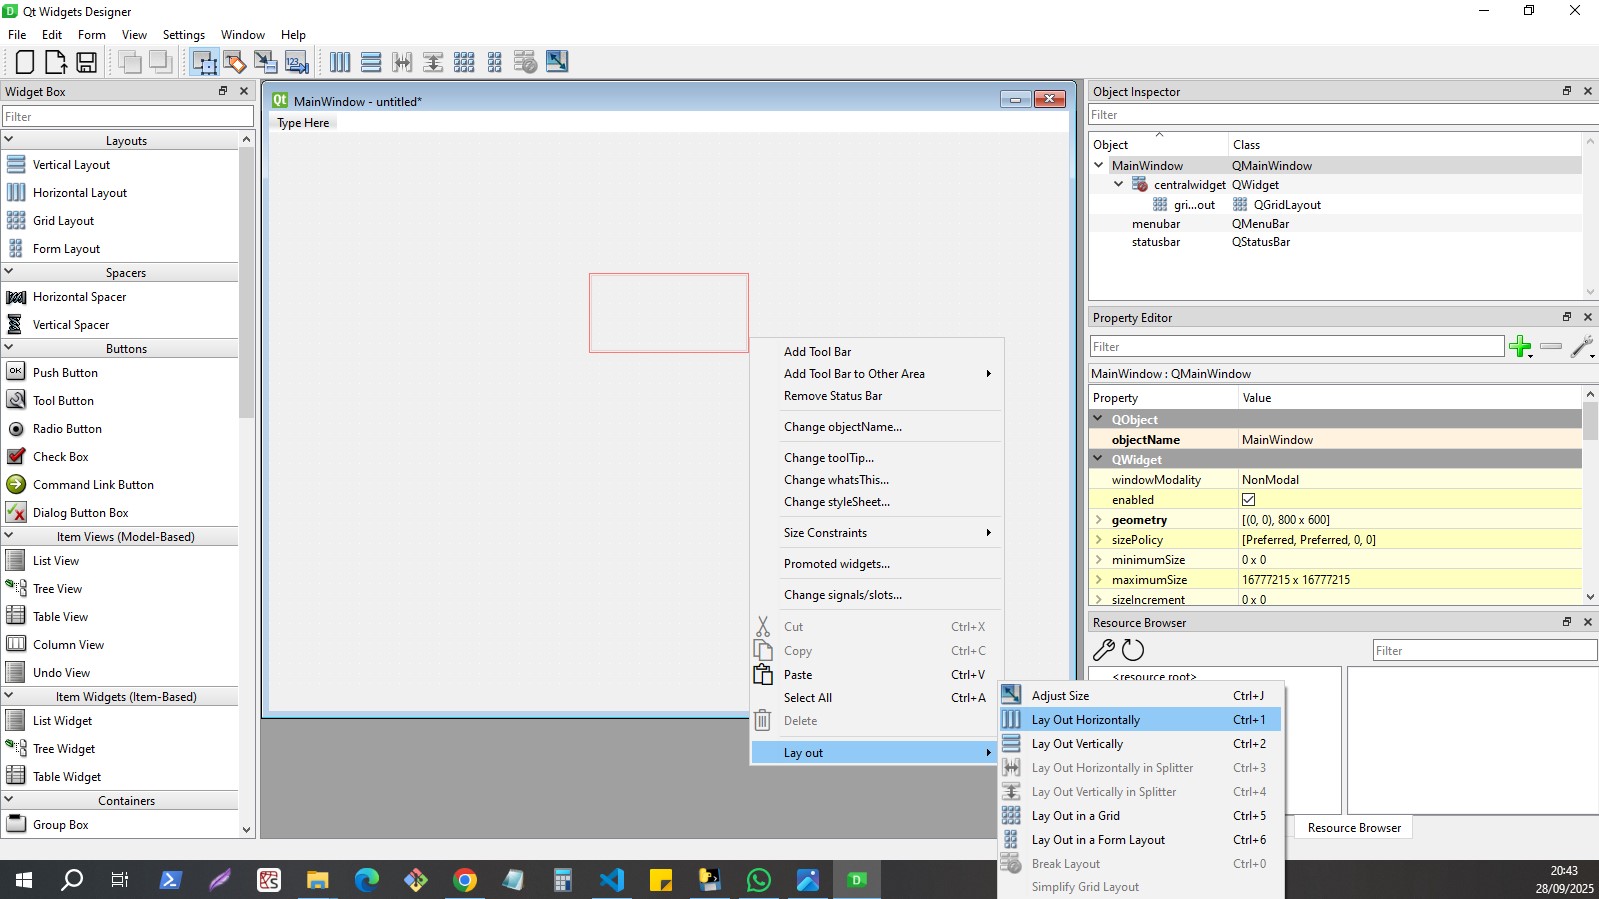 Qt Widgets Designer
File Edit Form View Settings Window Help
Widget Box
Filter
Layouts
Vertical Layout
Horizontal Layout
Grid Layout
Form Layout
Spacers
Horizontal Spacer
Vertical Spacer
Buttons
Push Button
Tool Button
Radio Button
Check Box
Command Link Button
Dialog Button Box
Item Views (Model-Based)
List View
Tree View
Table View
Column View
Undo View
Item Widgets (Item-Based)
List Widget
Tree Widget
Table Widget
Containers
Group Box
MainWindow - untitled*
Type Here
Add Tool Bar
Add Tool Bar to Other Area
Remove Status Bar
Change objectName...
Change toolTip...
Change whatsThis...
Change styleSheet...
Size Constraints
Promoted widgets...
Change signals/slots...
Cut Ctrl+X
Copy Ctrl+C
Paste Ctrl+V
Select All Ctrl+A
Delete
Lay out
Adjust Size Ctrl+J
Lay Out Horizontally Ctrl+1
Lay Out Vertically Ctrl+2
Lay Out Horizontally in Splitter Ctrl+3
Lay Out Vertically in Splitter Ctrl+4
Lay Out in a Grid Ctrl+5
Lay Out in a Form Layout Ctrl+6
Break Layout Ctrl+0
Simplify Grid Layout
Object Inspector
Filter
Object Class
MainWindow QMainWindow
centralwidget QWidget
gri...out QGridLayout
menubar QMenuBar
statusbar QStatusBar
Property Editor
Filter
MainWindow : QMainWindow
Property Value
QObject
objectName MainWindow
QWidget
windowModality NonModal
enabled
geometry [(0, 0), 800 x 600]
sizePolicy [Preferred, Preferred, 0, 0]
minimumSize 0 x 0
maximumSize 16777215 x 16777215
sizeIncrement 0 x 0
Resource Browser
Filter
<resource root>
Resource Browser
20:43
28/09/2025